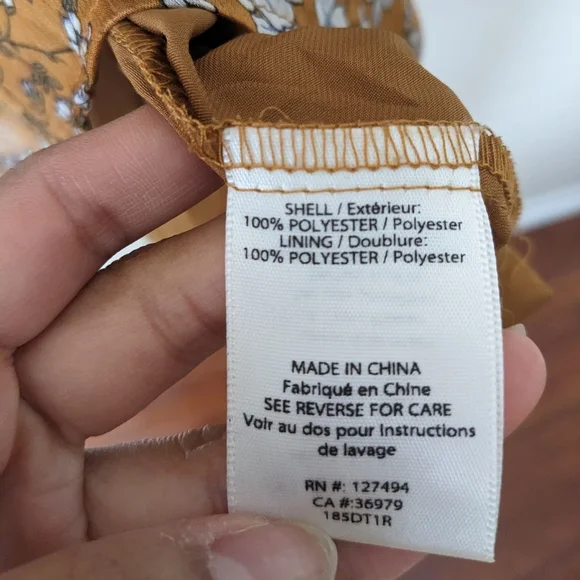 SHELL / Extérieur:
100% POLYESTER / Polyester
LINING / Doublure:
100% POLYESTER / Polyester
MADE IN CHINA
Fabriqué en Chine
SEE REVERSE FOR CARE
Voir au dos pour Instructions
de lavage
RN #: 127494
CA #:36979
185DT1R